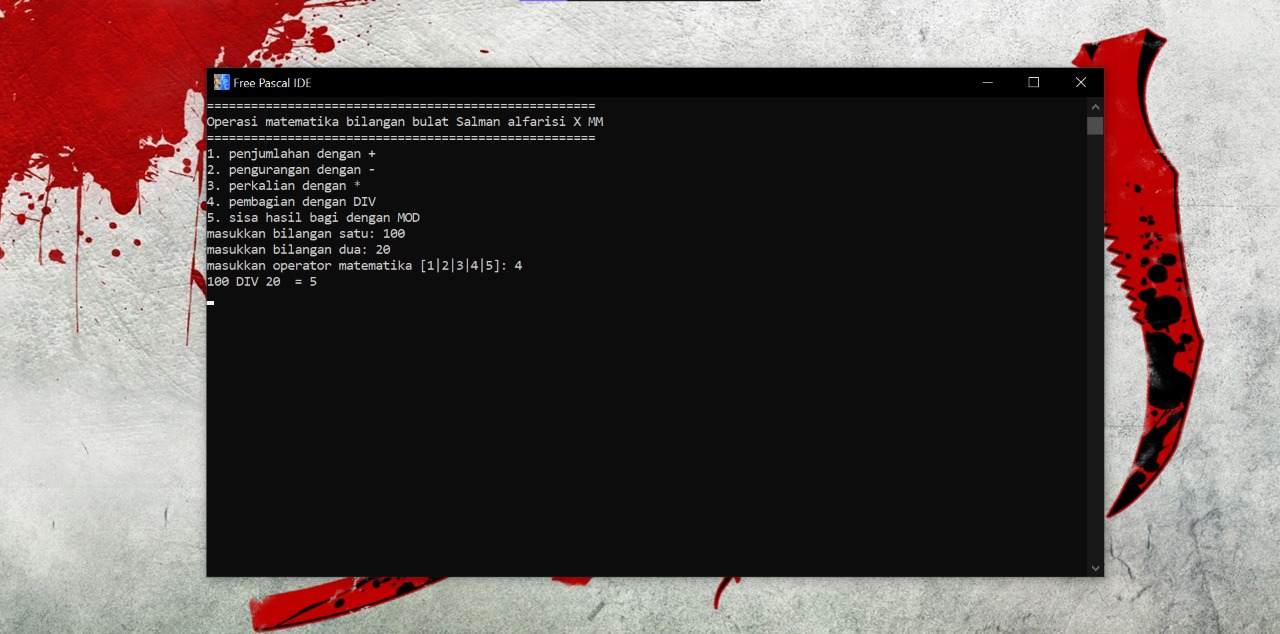 Free Pascal IDE
=====================================================
Operasi matematika bilangan bulat Salman alfarisi X MM
=====================================================
1. penjumlahan dengan +
2. pengurangan dengan -
3. perkalian dengan *
4. pembagian dengan DIV
5. sisa hasil bagi dengan MOD
masukkan bilangan satu: 100
masukkan bilangan dua: 20
masukkan operator matematika [1|2|3|4|5]: 4
100 DIV 20  = 5